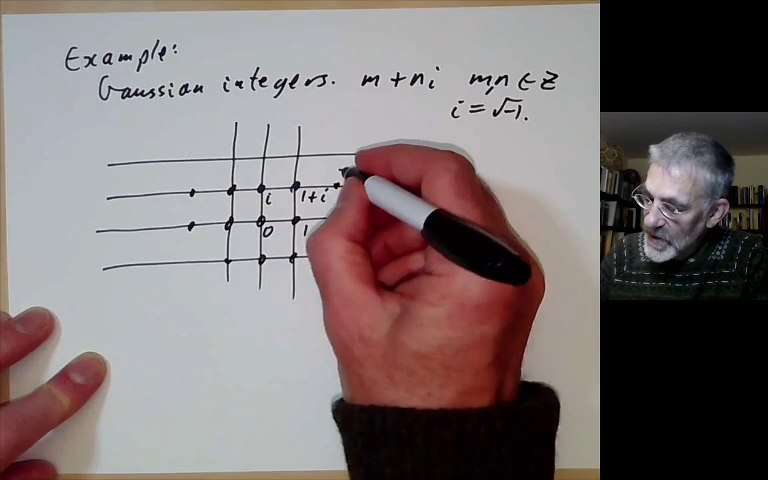 Example:
Gaussian integers. m + ni m,n ∈ Z
i = √-1.
i 1+i
0 1